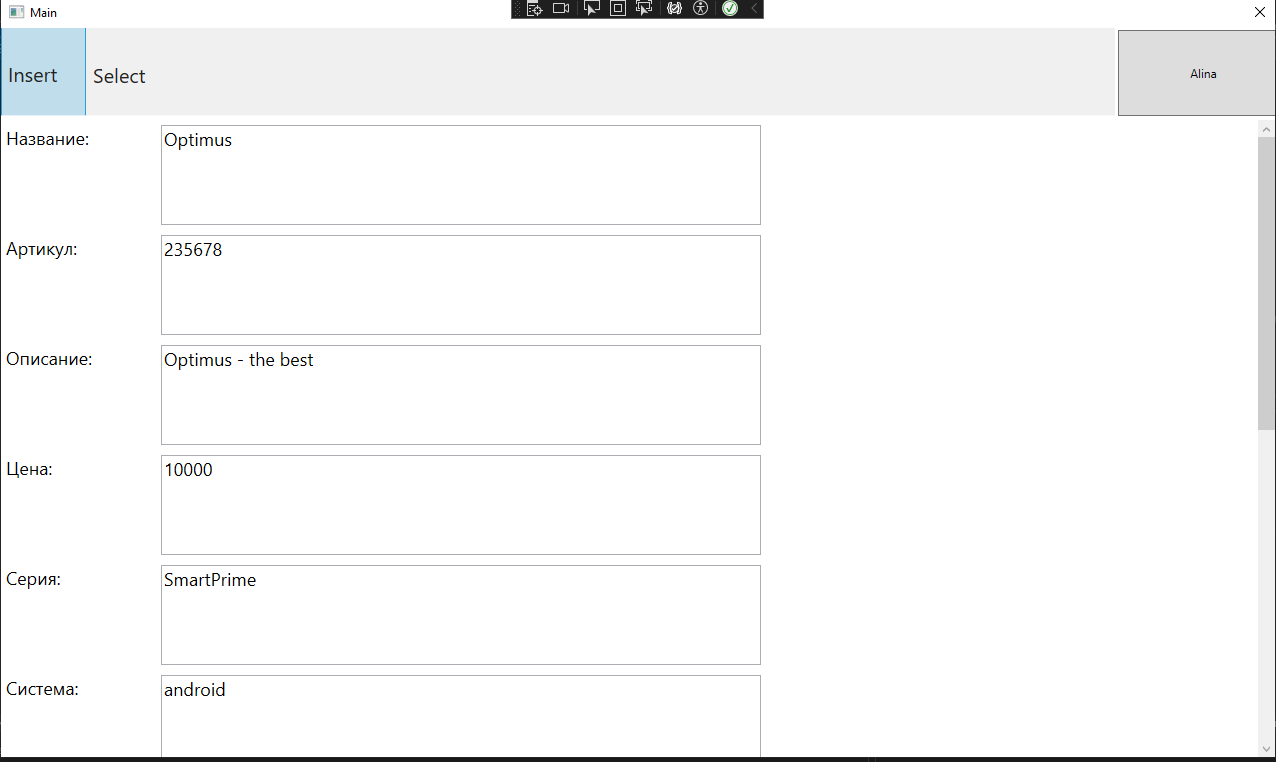 Main
Insert
Select
Alina
Название:
Optimus
Артикул:
235678
Описание:
Optimus - the best
Цена:
10000
Серия:
SmartPrime
Система:
android